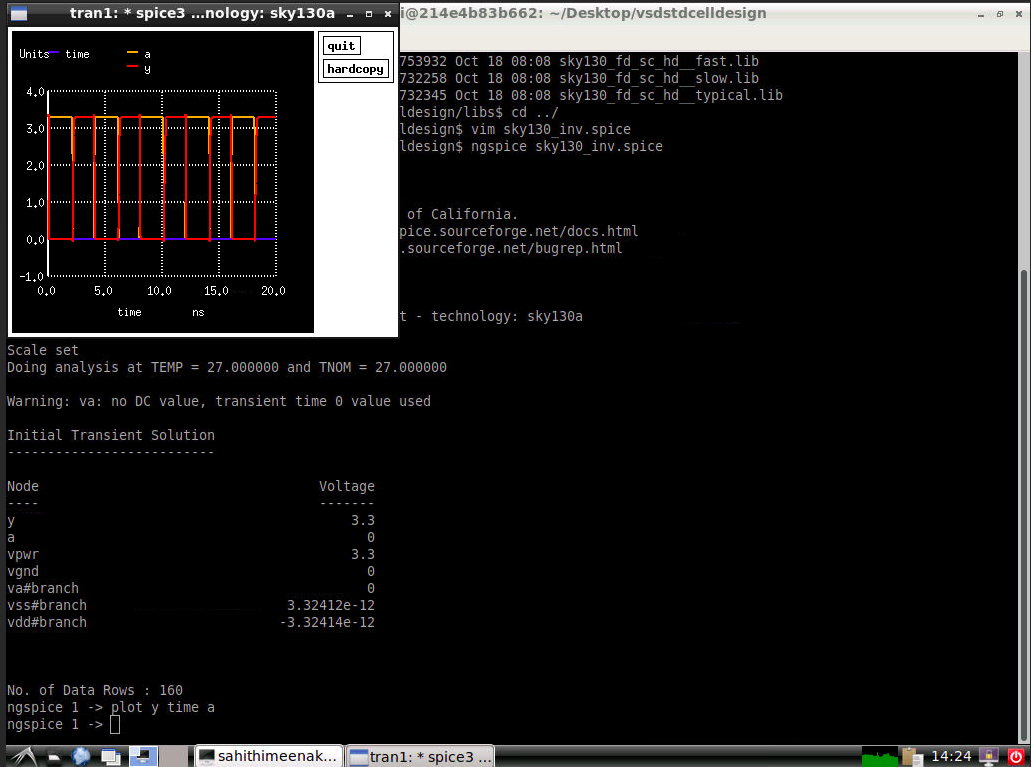 tran1: * spice3 ...nology: sky130a
i@214e4b83b662: ~/Desktop/vsdstdcelldesign
quit
hardcopy
Units time a
y
4.0
3.0
2.0
1.0
0.0
-1.0
0.0 5.0 10.0 15.0 20.0
time ns
753932 Oct 18 08:08 sky130_fd_sc_hd__fast.lib
732258 Oct 18 08:08 sky130_fd_sc_hd__slow.lib
732345 Oct 18 08:08 sky130_fd_sc_hd__typical.lib
ldesign/libs$ cd ../
ldesign$ vim sky130_inv.spice
ldesign$ ngspice sky130_inv.spice
of California.
pice.sourceforge.net/docs.html
.sourceforge.net/bugrep.html
t - technology: sky130a
Scale set
Doing analysis at TEMP = 27.000000 and TNOM = 27.000000
Warning: va: no DC value, transient time 0 value used
Initial Transient Solution
--------------------------
Node Voltage
---- -------
y 3.3
a 0
vpwr 3.3
vgnd 0
va#branch 0
vss#branch 3.32412e-12
vdd#branch -3.32414e-12
No. of Data Rows : 160
ngspice 1 -> plot y time a
ngspice 1 ->
sahithimeenak... tran1: * spice3 ... 14:24